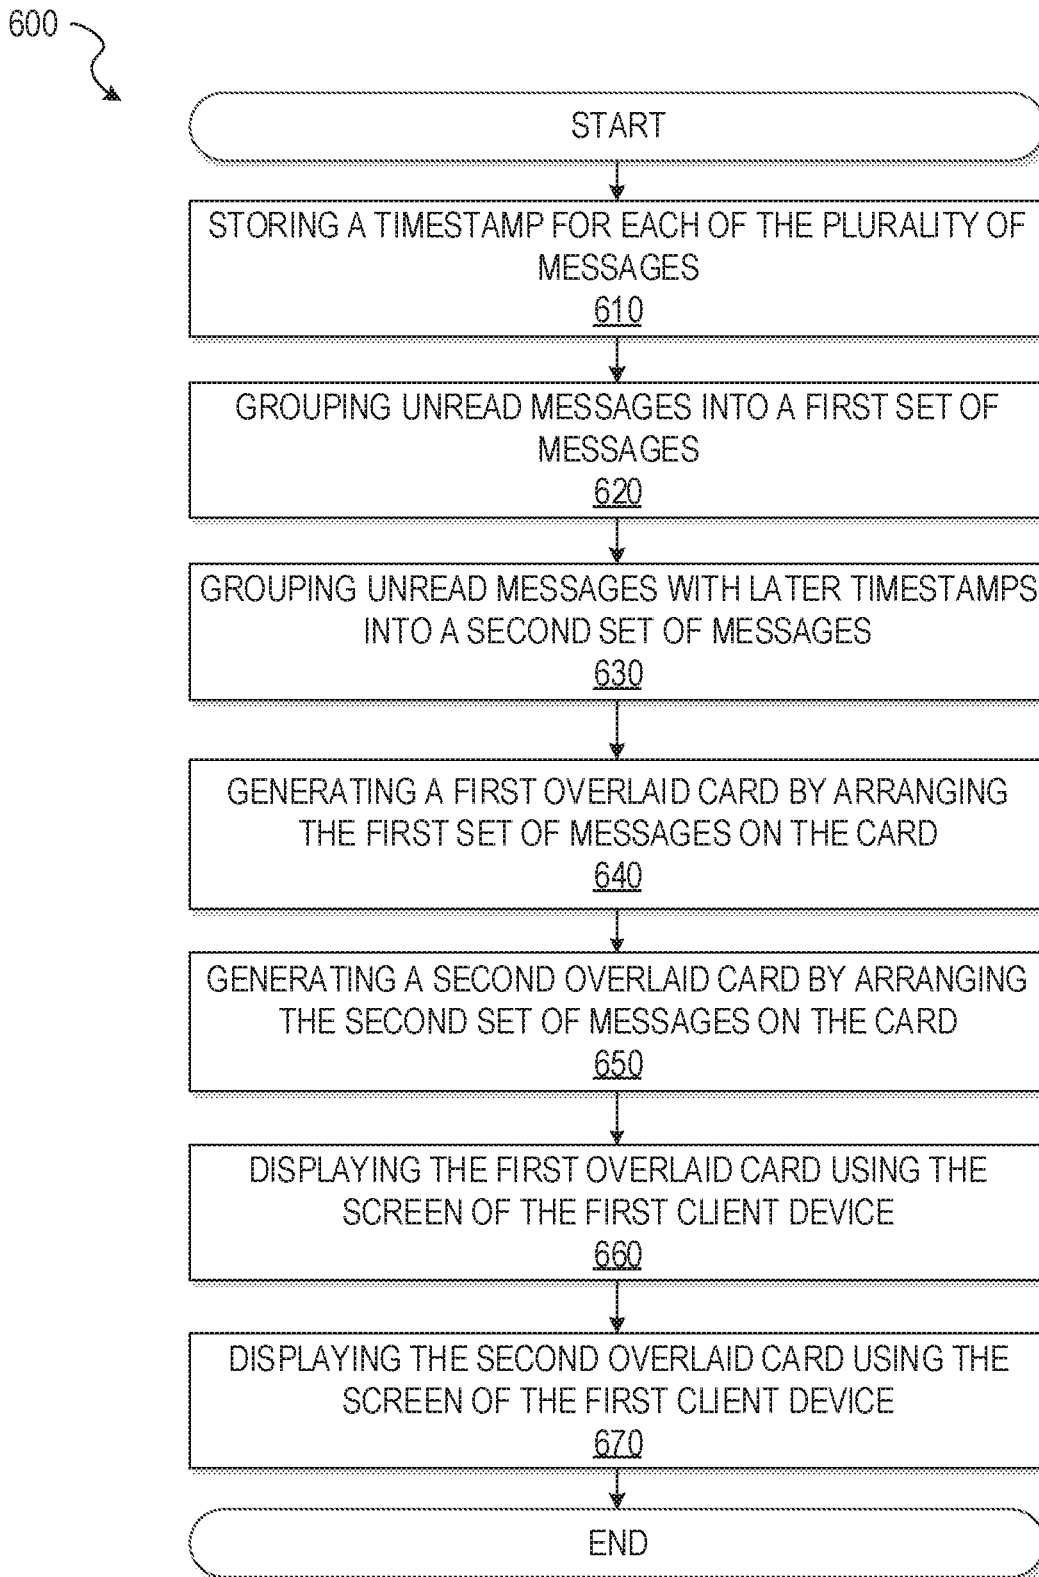 600
START
STORING A TIMESTAMP FOR EACH OF THE PLURALITY OF
MESSAGES
610
GROUPING UNREAD MESSAGES INTO A FIRST SET OF
MESSAGES
620
GROUPING UNREAD MESSAGES WITH LATER TIMESTAMPS
INTO A SECOND SET OF MESSAGES
630
GENERATING A FIRST OVERLAID CARD BY ARRANGING
THE FIRST SET OF MESSAGES ON THE CARD
640
GENERATING A SECOND OVERLAID CARD BY ARRANGING
THE SECOND SET OF MESSAGES ON THE CARD
650
DISPLAYING THE FIRST OVERLAID CARD USING THE
SCREEN OF THE FIRST CLIENT DEVICE
660
DISPLAYING THE SECOND OVERLAID CARD USING THE
SCREEN OF THE FIRST CLIENT DEVICE
670
END